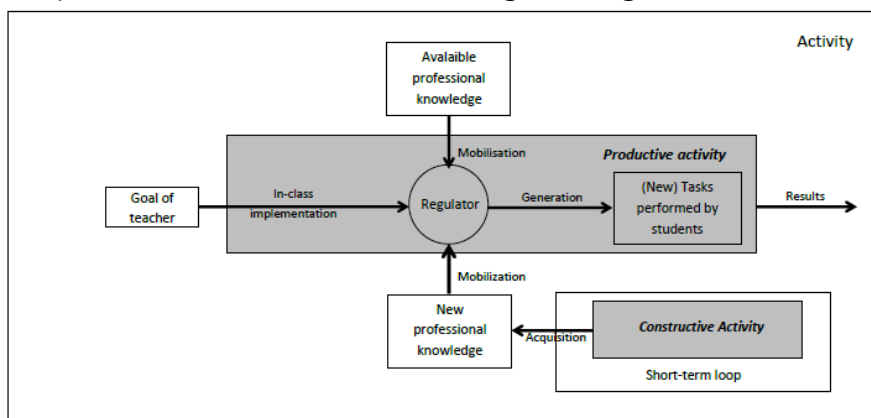 Activity
Avalaible
professional
knowledge
Mobilisation
Productive activity
Goal of
teacher
In-class
implementation
Regulator
Generation
(New) Tasks
performed by
students
Results
Mobilization
New
professional
knowledge
Acquisition
Constructive Activity
Short-term loop